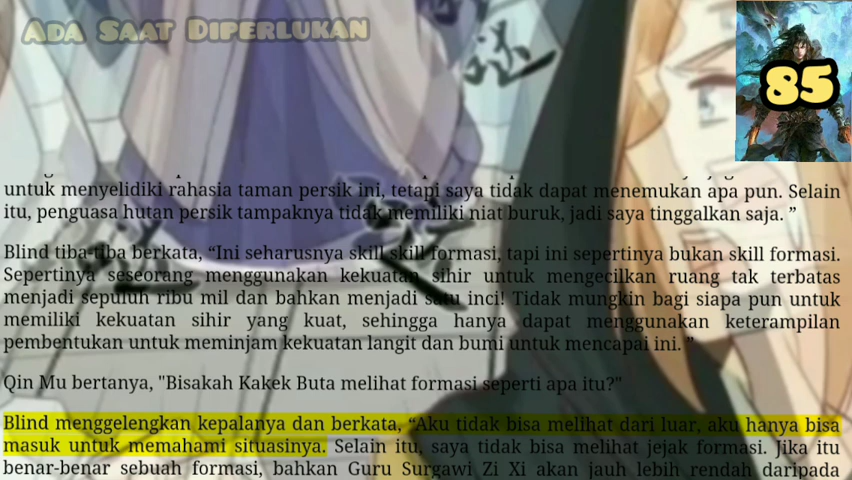 Ada Saat Diperlukan
85
untuk menyelidiki rahasia taman persik ini, tetapi saya tidak dapat menemukan apa pun. Selain
itu, penguasa hutan persik tampaknya tidak memiliki niat buruk, jadi saya tinggalkan saja. ”
Blind tiba-tiba berkata, “Ini seharusnya skill skill formasi, tapi ini sepertinya bukan skill formasi.
Sepertinya seseorang menggunakan kekuatan sihir untuk mengecilkan ruang tak terbatas
menjadi sepuluh ribu mil dan bahkan menjadi satu inci! Tidak mungkin bagi siapa pun untuk
memiliki kekuatan sihir yang kuat, sehingga hanya dapat menggunakan keterampilan
pembentukan untuk meminjam kekuatan langit dan bumi untuk mencapai ini. ”
Qin Mu bertanya, "Bisakah Kakek Buta melihat formasi seperti apa itu?"
Blind menggelengkan kepalanya dan berkata, “Aku tidak bisa melihat dari luar, aku hanya bisa
masuk untuk memahami situasinya. Selain itu, saya tidak bisa melihat jejak formasi. Jika itu
benar-benar sebuah formasi, bahkan Guru Surgawi Zi Xi akan jauh lebih rendah daripada